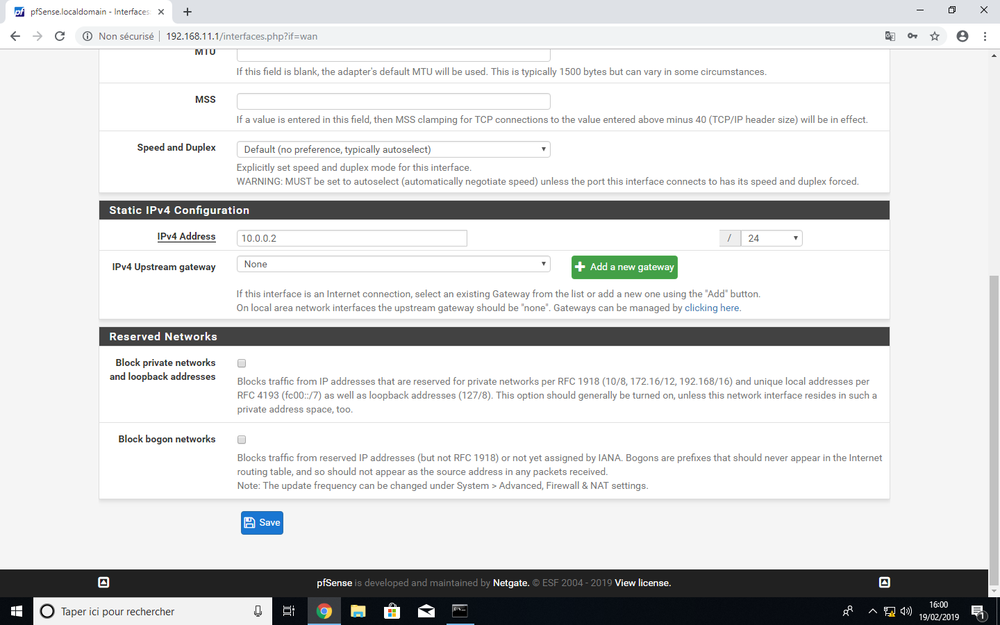 pfSense.localdomain - Interfaces:
Non sécurisé 192.168.11.1/interfaces.php?if=wan
MTU
If this field is blank, the adapter's default MTU will be used. This is typically 1500 bytes but can vary in some circumstances.
MSS
If a value is entered in this field, then MSS clamping for TCP connections to the value entered above minus 40 (TCP/IP header size) will be in effect.
Speed and Duplex
Default (no preference, typically autoselect)
Explicitly set speed and duplex mode for this interface.
WARNING: MUST be set to autoselect (automatically negotiate speed) unless the port this interface connects to has its speed and duplex forced.
Static IPv4 Configuration
IPv4 Address 10.0.0.2 / 24
IPv4 Upstream gateway None Add a new gateway
If this interface is an Internet connection, select an existing Gateway from the list or add a new one using the "Add" button.
On local area network interfaces the upstream gateway should be "none". Gateways can be managed by clicking here.
Reserved Networks
Block private networks
and loopback addresses
Blocks traffic from IP addresses that are reserved for private networks per RFC 1918 (10/8, 172.16/12, 192.168/16) and unique local addresses per
RFC 4193 (fc00::/7) as well as loopback addresses (127/8). This option should generally be turned on, unless this network interface resides in such a
private address space, too.
Block bogon networks
Blocks traffic from reserved IP addresses (but not RFC 1918) or not yet assigned by IANA. Bogons are prefixes that should never appear in the Internet
routing table, and so should not appear as the source address in any packets received.
Note: The update frequency can be changed under System > Advanced, Firewall & NAT settings.
Save
pfSense is developed and maintained by Netgate. © ESF 2004 - 2019 View license.
Taper ici pour rechercher
16:00
19/02/2019
1